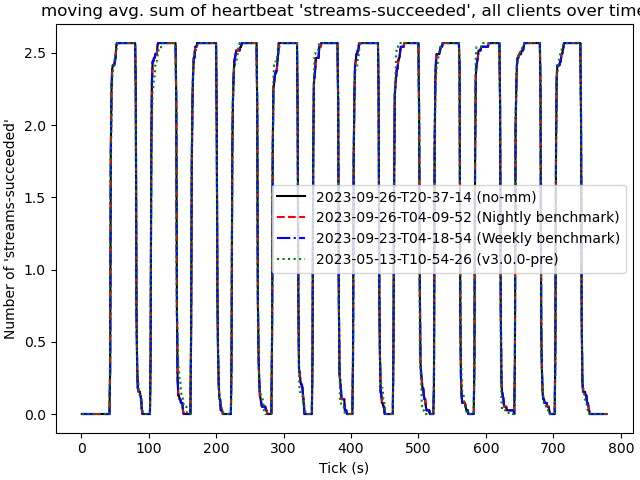 moving avg. sum of heartbeat 'streams-succeeded', all clients over time
Number of 'streams-succeeded'
2.5
2.0
1.5
1.0
0.5
0.0
2023-09-26-T20-37-14 (no-mm)
2023-09-26-T04-09-52 (Nightly benchmark)
2023-09-23-T04-18-54 (Weekly benchmark)
2023-05-13-T10-54-26 (v3.0.0-pre)
0 100 200 300 400 500 600 700 800
Tick (s)